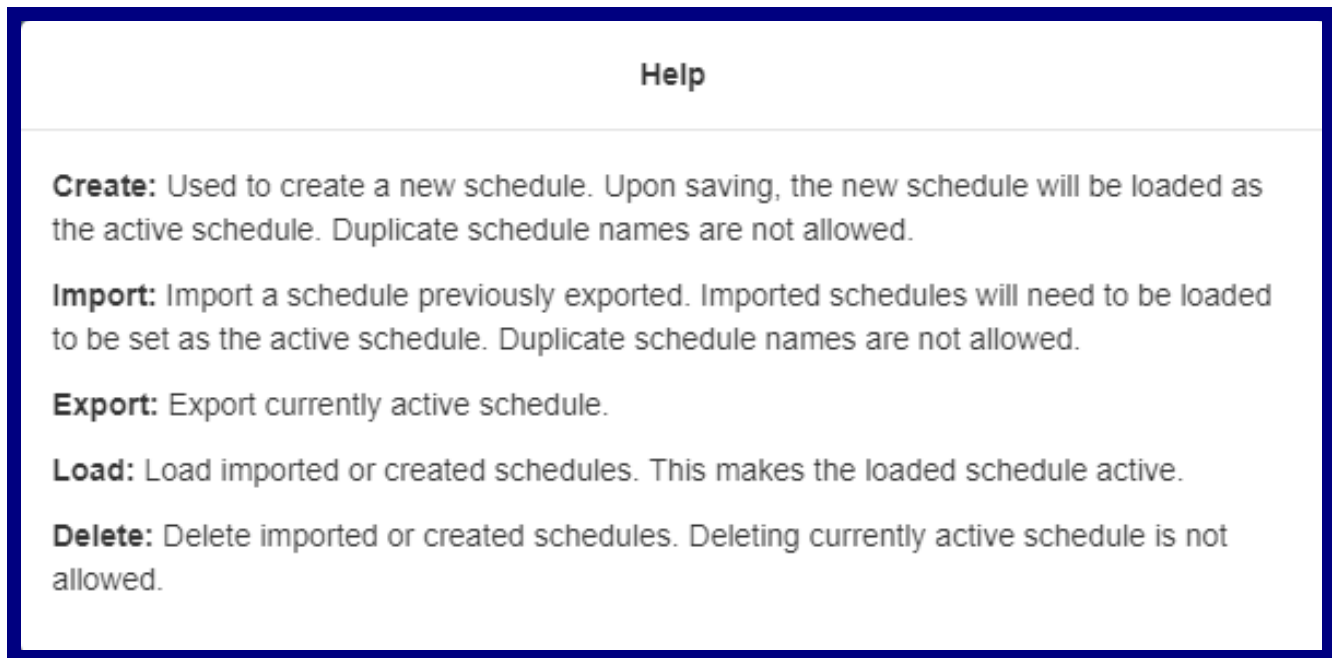 Help
Create: Used to create a new schedule. Upon saving, the new schedule will be loaded as
the active schedule. Duplicate schedule names are not allowed.
Import: Import a schedule previously exported. Imported schedules will need to be loaded
to be set as the active schedule. Duplicate schedule names are not allowed.
Export: Export currently active schedule.
Load: Load imported or created schedules. This makes the loaded schedule active.
Delete: Delete imported or created schedules. Deleting currently active schedule is not
allowed.